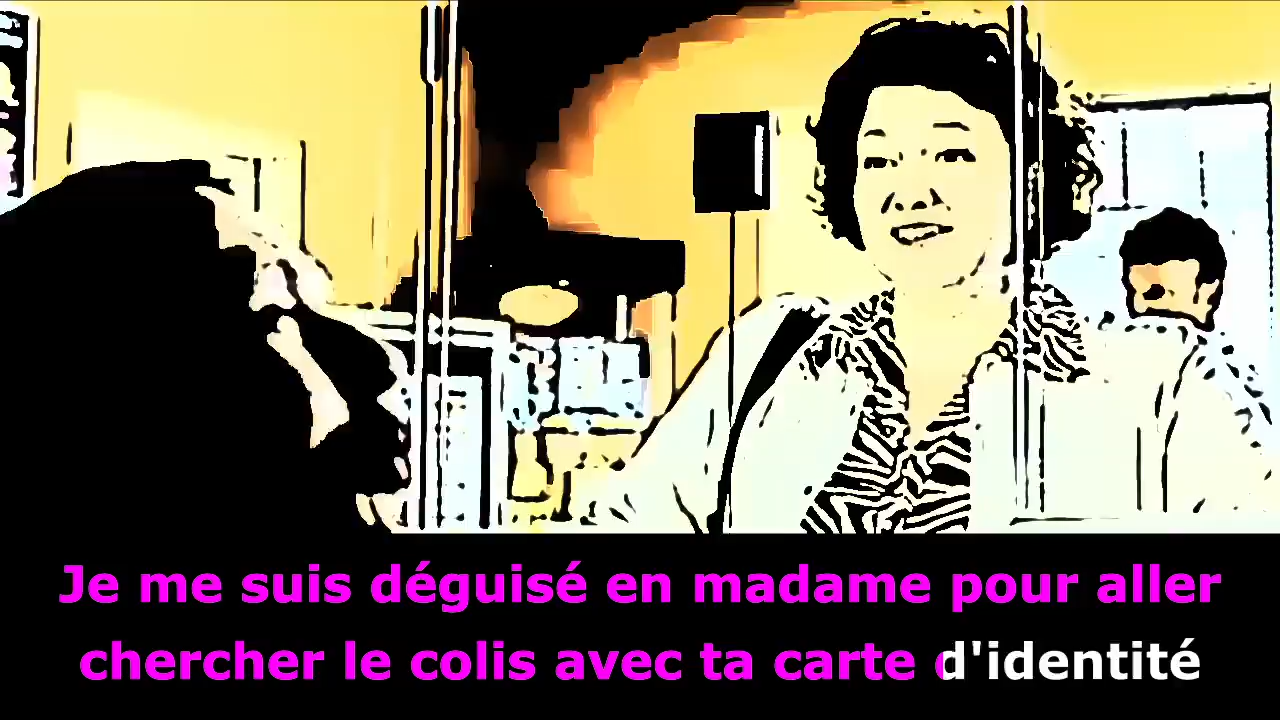 Je me suis déguisé en madame pour aller
chercher le colis avec ta carte d'identité